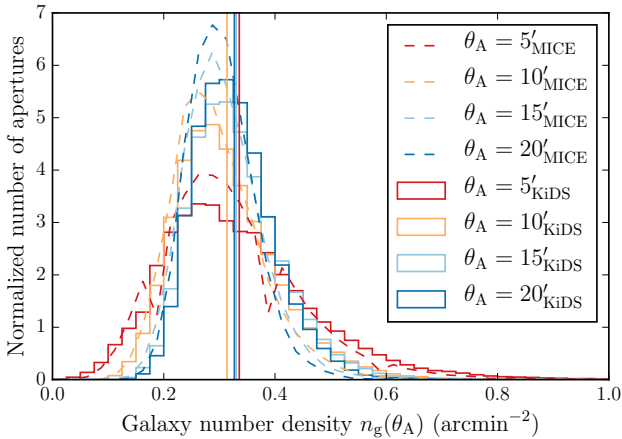 Normalized number of apertures
7
6
5
4
3
2
1
0
0.0
0.2
0.4
0.6
0.8
1.0
Galaxy number density n_g(θ_A) (arcmin⁻²)
θ_A = 5′_MICE
θ_A = 10′_MICE
θ_A = 15′_MICE
θ_A = 20′_MICE
θ_A = 5′_KiDS
θ_A = 10′_KiDS
θ_A = 15′_KiDS
θ_A = 20′_KiDS